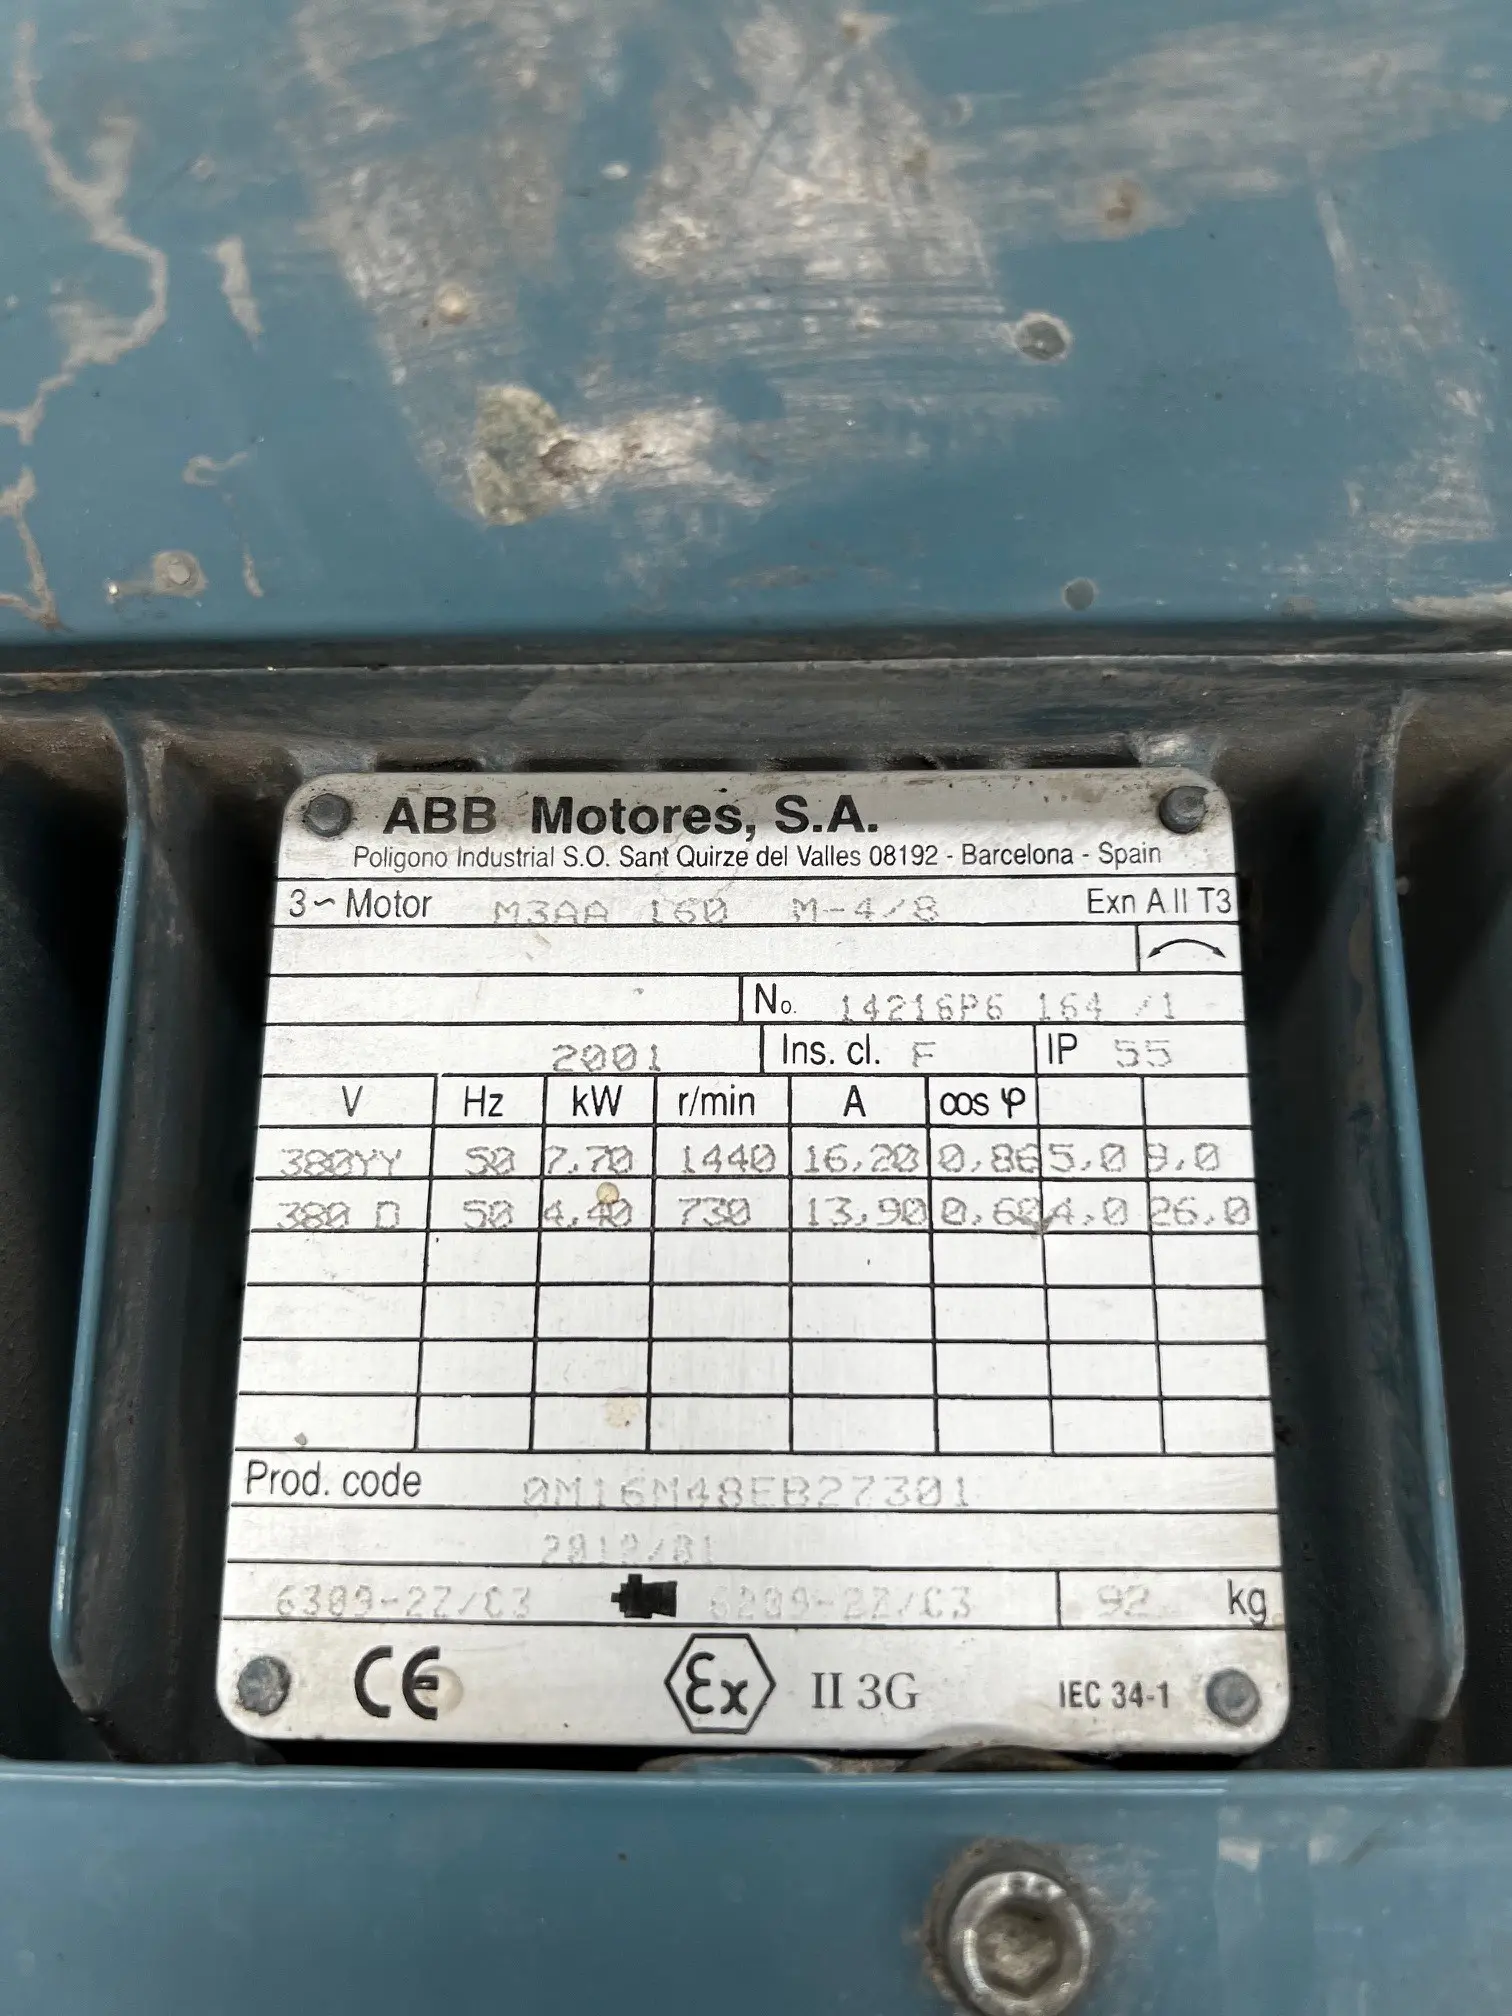 ABB Motores, S.A.
Poligono Industrial S.O. Sant Quirze del Valles 08192 - Barcelona - Spain
3~ Motor M3AA 160 M-4/8 Exn A II T3
No. 14216P6 164 /1
2001 Ins. cl. F IP 55
V Hz kW r/min A cos φ
380YY 50 7,70 1440 16,20 0,86 5,0 9,0
380 D 50 4,40 730 13,90 0,60 4,0 26,0
Prod. code 0M16M48EB27301
6309-2Z/C3 6209-2Z/C3 92 kg
CE Ex II 3G IEC 34-1